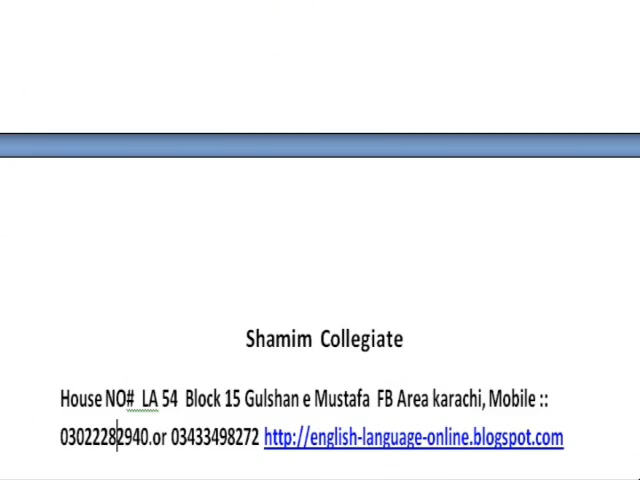 Shamim Collegiate
House NO# LA 54 Block 15 Gulshan e Mustafa FB Area karachi, Mobile ::
03022282940.or 03433498272 http://english-language-online.blogspot.com